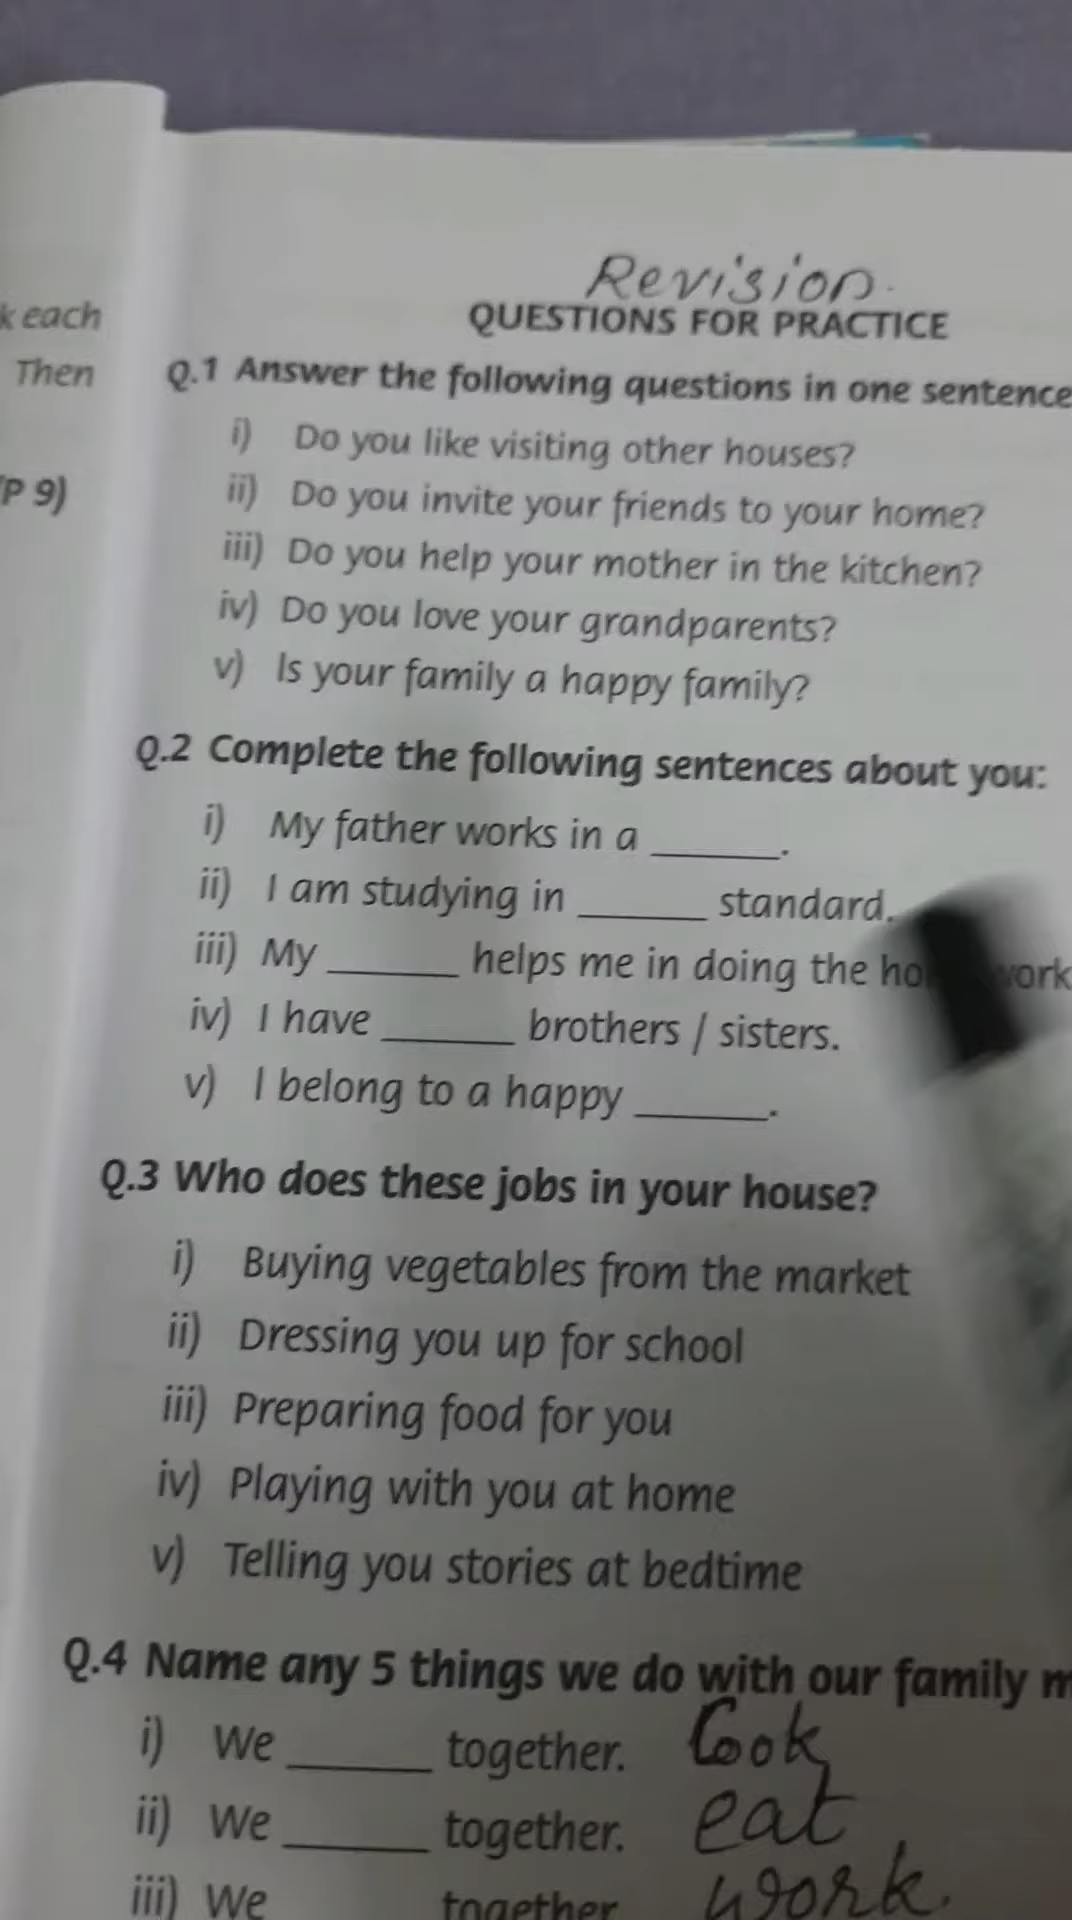 Revision.
QUESTIONS FOR PRACTICE
k each
Then
P 9)
Q.1 Answer the following questions in one sentence
i) Do you like visiting other houses?
ii) Do you invite your friends to your home?
iii) Do you help your mother in the kitchen?
iv) Do you love your grandparents?
v) Is your family a happy family?
Q.2 Complete the following sentences about you:
i) My father works in a ______.
ii) I am studying in ______ standard.
iii) My ______ helps me in doing the ho work
iv) I have ______ brothers / sisters.
v) I belong to a happy ______.
Q.3 Who does these jobs in your house?
i) Buying vegetables from the market
ii) Dressing you up for school
iii) Preparing food for you
iv) Playing with you at home
v) Telling you stories at bedtime
Q.4 Name any 5 things we do with our family m
i) We ______ together. Cook
ii) We ______ together. eat
iii) We together work.